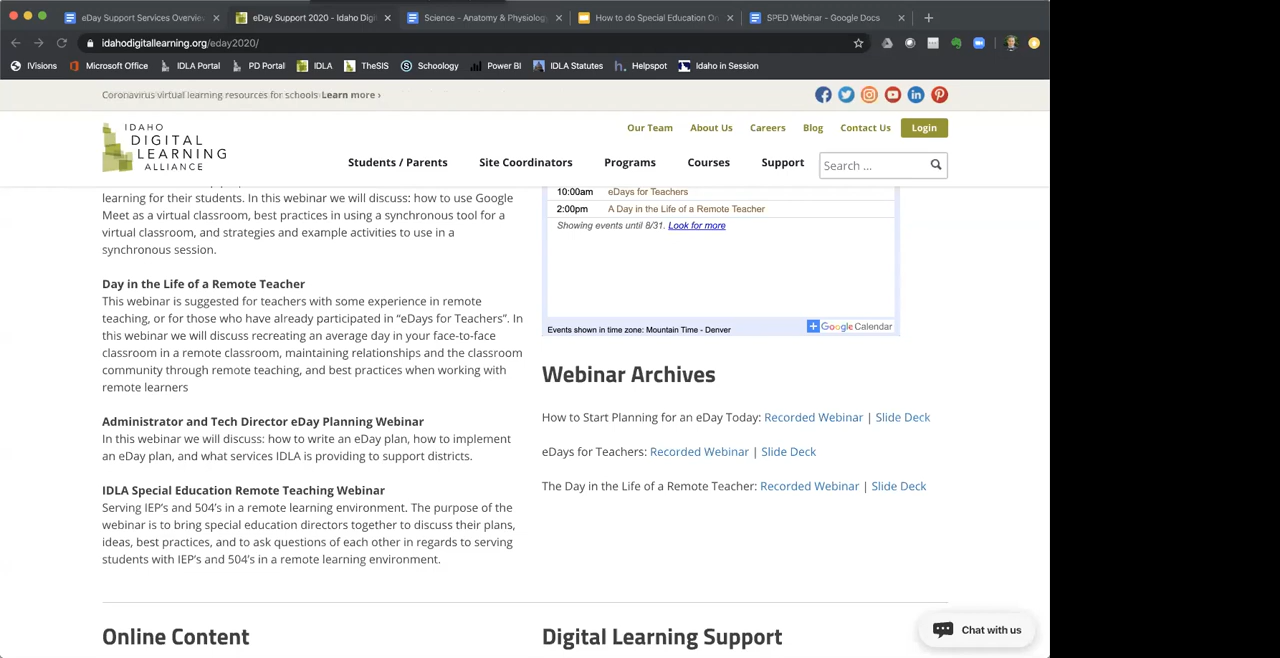 eDay Support Services Overview
eDay Support 2020 - Idaho Digi
Science - Anatomy & Physiology
How to do Special Education On
SPED Webinar - Google Docs
idahodigitallearning.org/eday2020/
IVisions
Microsoft Office
IDLA Portal
PD Portal
IDLA
TheSIS
Schoology
Power BI
IDLA Statutes
Helpspot
Idaho in Session
Coronavirus virtual learning resources for schools Learn more ›
Our Team
About Us
Careers
Blog
Contact Us
Login
IDAHO
DIGITAL
LEARNING
ALLIANCE
Students / Parents
Site Coordinators
Programs
Courses
Support
Search ...
learning for their students. In this webinar we will discuss: how to use Google
Meet as a virtual classroom, best practices in using a synchronous tool for a
virtual classroom, and strategies and example activities to use in a
synchronous session.
Day in the Life of a Remote Teacher
This webinar is suggested for teachers with some experience in remote
teaching, or for those who have already participated in “eDays for Teachers”. In
this webinar we will discuss recreating an average day in your face-to-face
classroom in a remote classroom, maintaining relationships and the classroom
community through remote teaching, and best practices when working with
remote learners
Administrator and Tech Director eDay Planning Webinar
In this webinar we will discuss: how to write an eDay plan, how to implement
an eDay plan, and what services IDLA is providing to support districts.
IDLA Special Education Remote Teaching Webinar
Serving IEP’s and 504’s in a remote learning environment. The purpose of the
webinar is to bring special education directors together to discuss their plans,
ideas, best practices, and to ask questions of each other in regards to serving
students with IEP’s and 504’s in a remote learning environment.
10:00am eDays for Teachers
2:00pm A Day in the Life of a Remote Teacher
Showing events until 8/31. Look for more
Events shown in time zone: Mountain Time - Denver
Google Calendar
Webinar Archives
How to Start Planning for an eDay Today: Recorded Webinar | Slide Deck
eDays for Teachers: Recorded Webinar | Slide Deck
The Day in the Life of a Remote Teacher: Recorded Webinar | Slide Deck
Online Content
Digital Learning Support
Chat with us